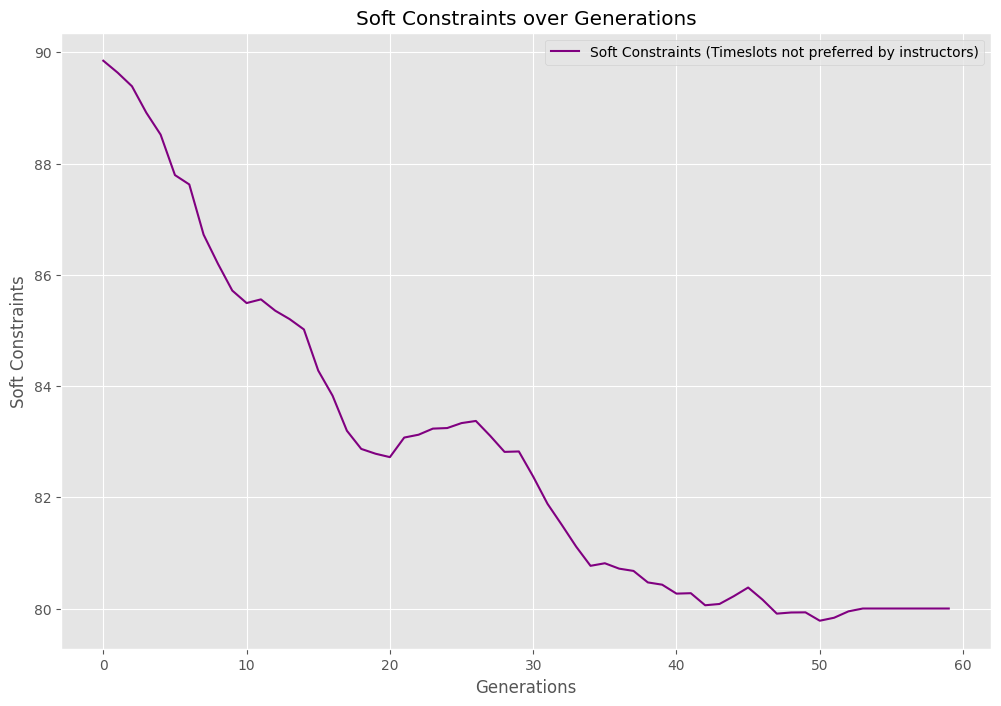 Soft Constraints over Generations
Soft Constraints (Timeslots not preferred by instructors)
Soft Constraints
90
88
86
84
82
80
0 10 20 30 40 50 60
Generations